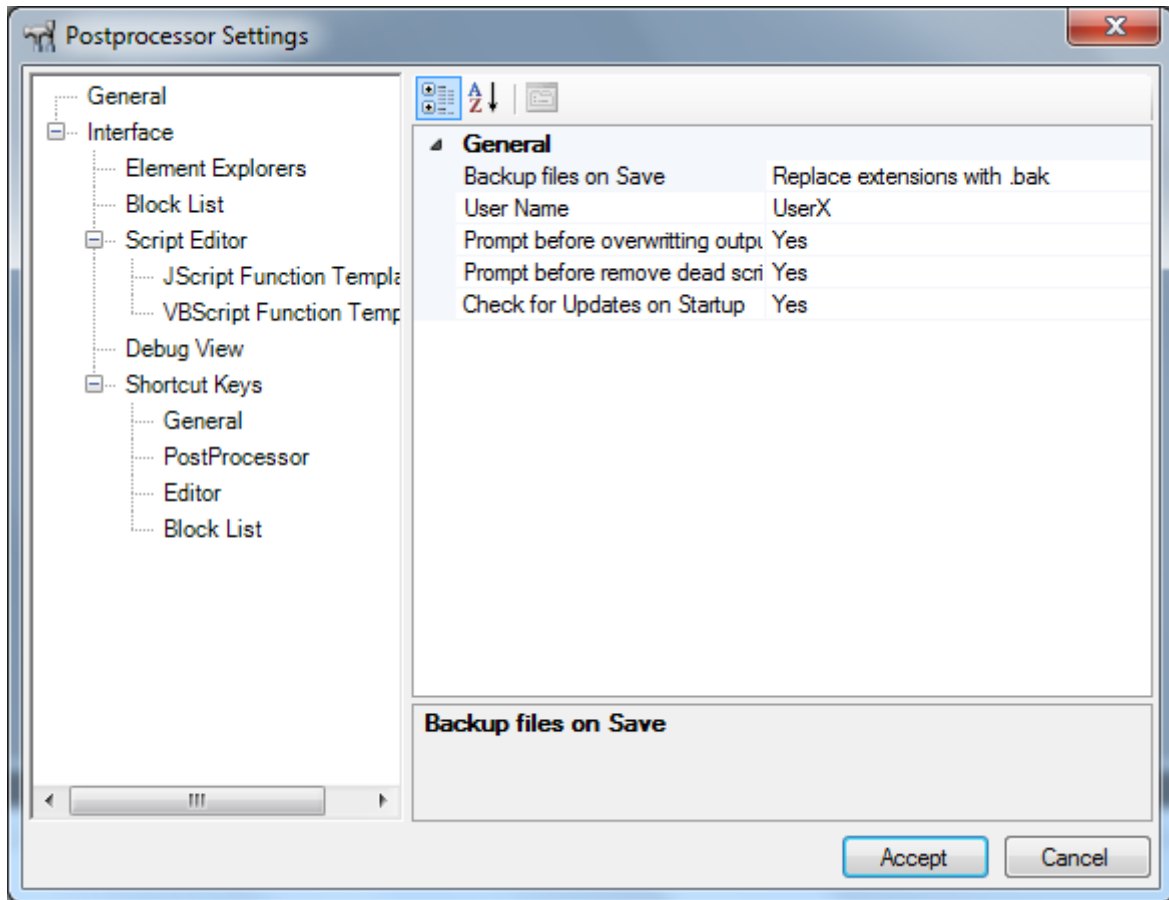 Postprocessor Settings
General
Interface
Element Explorers
Block List
Script Editor
JScript Function Templa
VBScript Function Temp
Debug View
Shortcut Keys
General
PostProcessor
Editor
Block List
A
Z
General
Backup files on Save Replace extensions with .bak
User Name UserX
Prompt before overwritting outpu Yes
Prompt before remove dead scri Yes
Check for Updates on Startup Yes
Backup files on Save
Accept Cancel